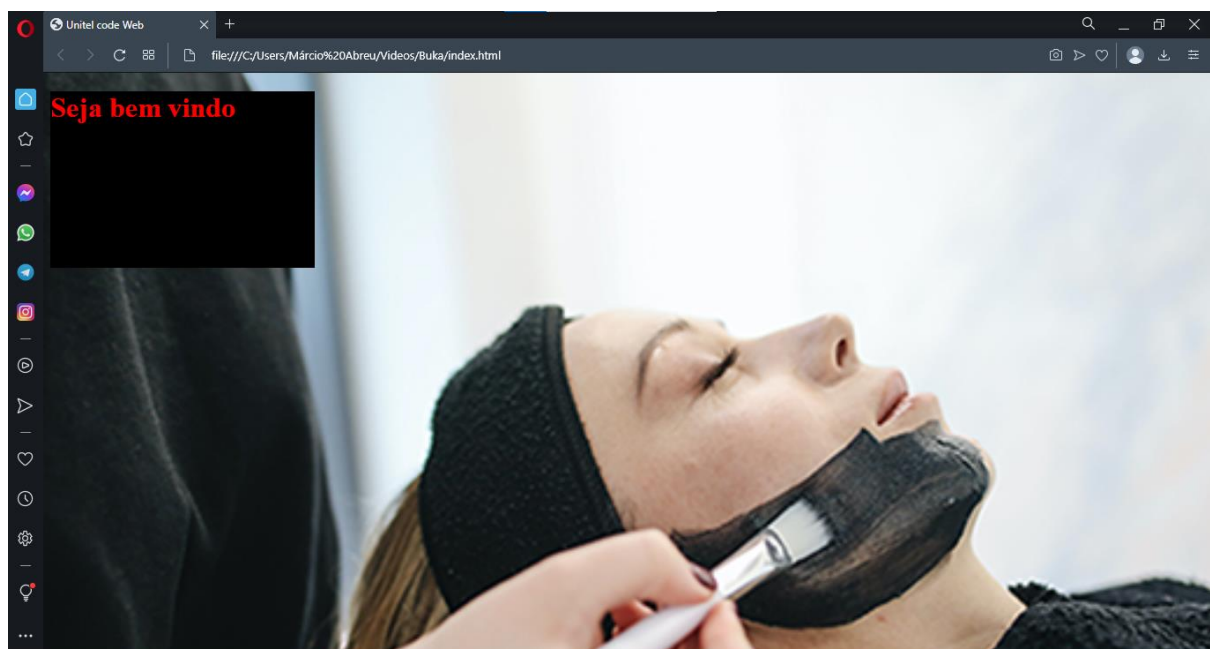 Unitel code Web
file:///C:/Users/Márcio%20Abreu/Videos/Buka/index.html
Seja bem vindo